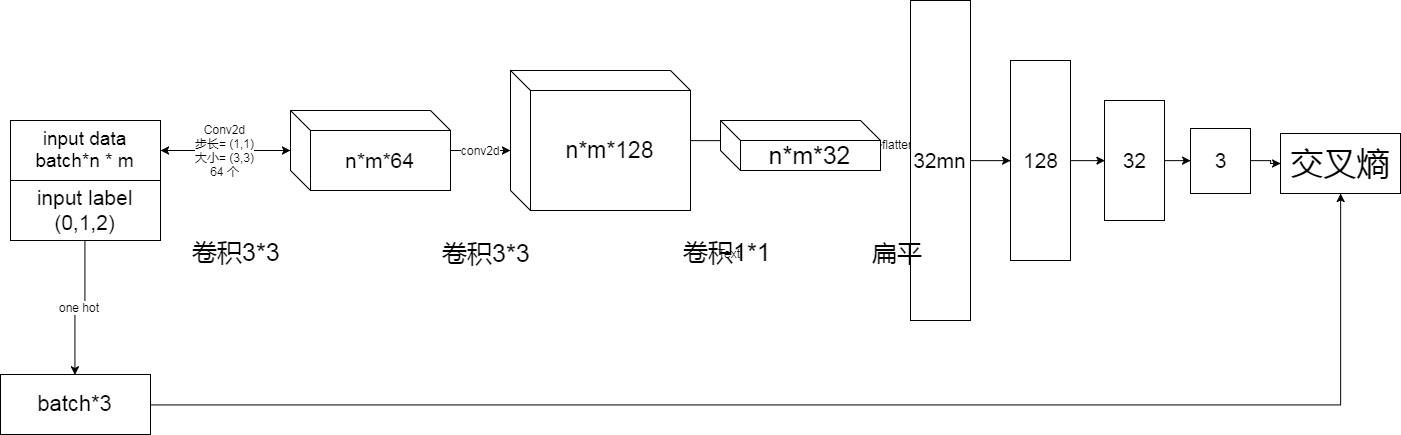 input data
batch*n * m
input label
(0,1,2)
Conv2d
步长= (1,1)
大小= (3,3)
64 个
n*m*64
conv2d
n*m*128
n*m*32
flatten
32mn
128
32
3
交叉熵
卷积3*3
卷积3*3
卷积1*1
Text
扁平
one hot
batch*3